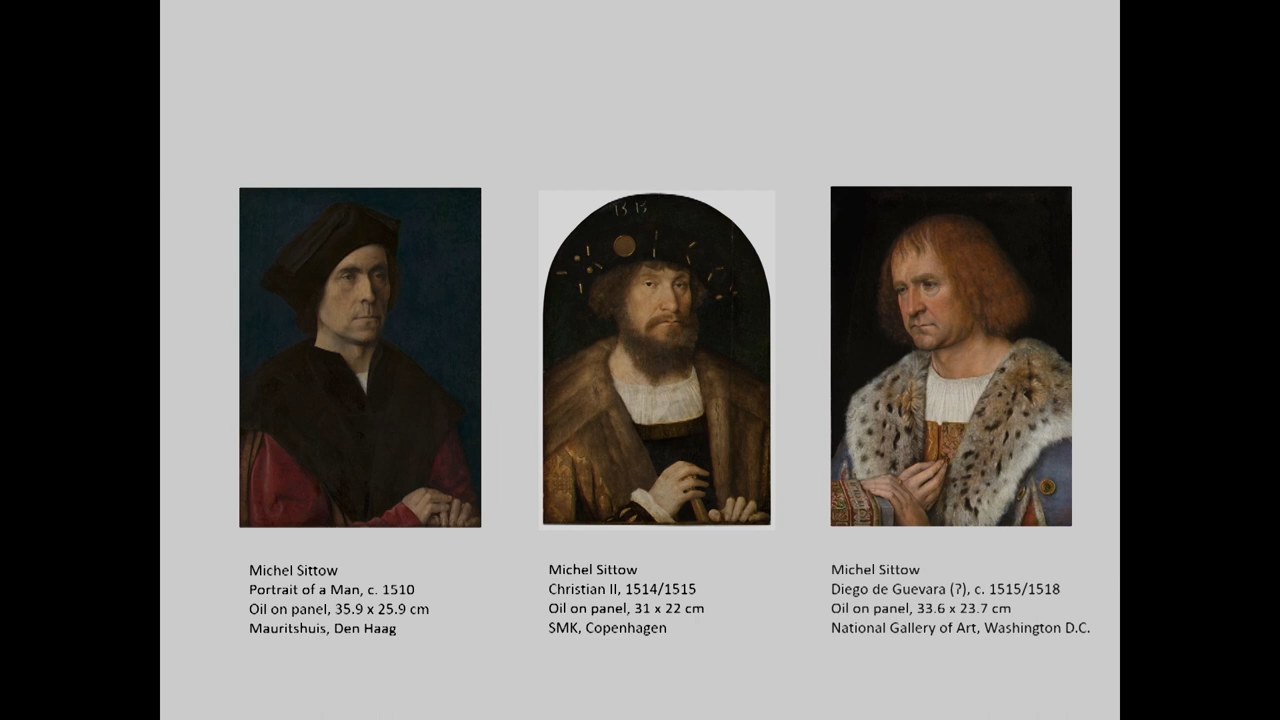 1515
Michel Sittow
Portrait of a Man, c. 1510
Oil on panel, 35.9 x 25.9 cm
Mauritshuis, Den Haag
Michel Sittow
Christian II, 1514/1515
Oil on panel, 31 x 22 cm
SMK, Copenhagen
Michel Sittow
Diego de Guevara (?), c. 1515/1518
Oil on panel, 33.6 x 23.7 cm
National Gallery of Art, Washington D.C.